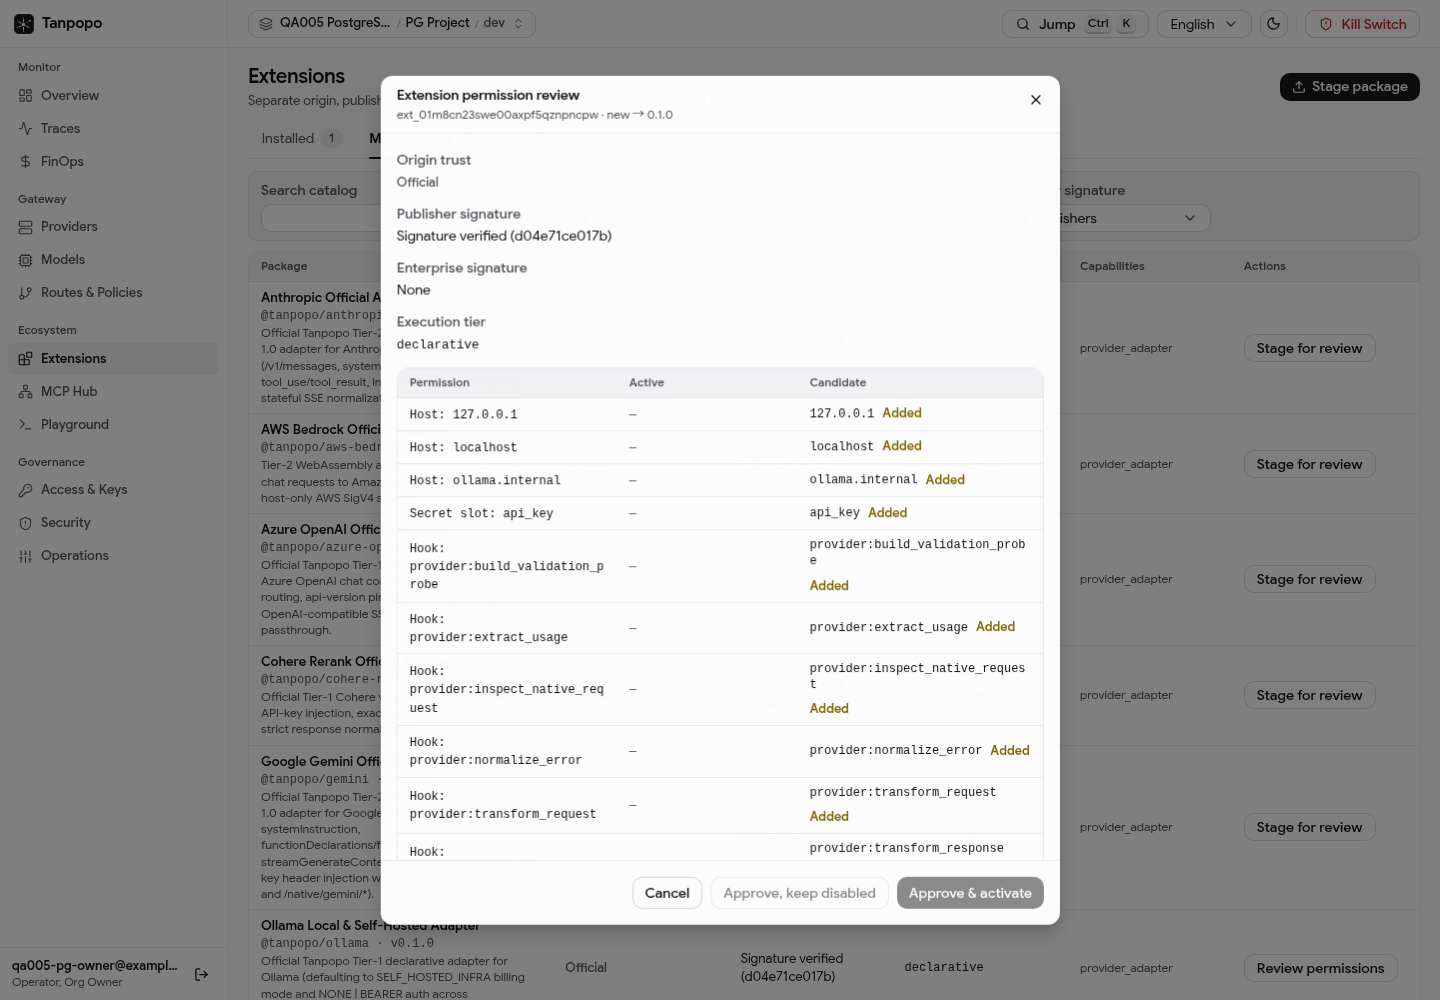 Tanpopo
QA005 PostgreS... / PG Project / dev
Jump Ctrl K
English
Kill Switch
Monitor
Overview
Traces
FinOps
Gateway
Providers
Models
Routes & Policies
Ecosystem
Extensions
MCP Hub
Playground
Governance
Access & Keys
Security
Operations
qa005-pg-owner@exampl...
Operator, Org Owner
Extensions
Separate origin, publish
Stage package
Installed 1
Search catalog
signature
Package
Capabilities
Actions
Anthropic Official A
@tanpopo/anthropi
Official Tanpopo Tier-2
1.0 adapter for Anthrop
(/v1/messages, system
tool_use/tool_result, im
stateful SSE normalizat
provider_adapter
Stage for review
AWS Bedrock Offici
@tanpopo/aws-bedr
Tier-2 WebAssembly a
chat requests to Amaz
host-only AWS SigV4 s
provider_adapter
Stage for review
Azure OpenAI Offic
@tanpopo/azure-op
Official Tanpopo Tier-1
Azure OpenAI chat co
routing, api-version pin
OpenAI-compatible SS
passthrough.
provider_adapter
Stage for review
Cohere Rerank Offic
@tanpopo/cohere-r
Official Tier-1 Cohere v
API-key injection, exac
strict response normal
provider_adapter
Stage for review
Google Gemini Offi
@tanpopo/gemini ·
Official Tanpopo Tier-2
1.0 adapter for Google
systemInstruction,
functionDeclarations/f
streamGenerateConte
key header injection w
and /native/gemini/*).
provider_adapter
Stage for review
Ollama Local & Self-Hosted Adapter
@tanpopo/ollama · v0.1.0
Official Tanpopo Tier-1 declarative adapter for
Ollama (defaulting to SELF_HOSTED_INFRA billing
mode and NONE | BEARER auth across
Official
Signature verified
(d04e71ce017b)
declarative
provider_adapter
Review permissions
Extension permission review
ext_01m8cn23swe00axpf5qznpncpw · new → 0.1.0
Origin trust
Official
Publisher signature
Signature verified (d04e71ce017b)
Enterprise signature
None
Execution tier
declarative
Permission Active Candidate
Host: 127.0.0.1 — 127.0.0.1 Added
Host: localhost — localhost Added
Host: ollama.internal — ollama.internal Added
Secret slot: api_key — api_key Added
Hook:
provider:build_validation_p
robe
—
provider:build_validation_prob
e
Added
Hook:
provider:extract_usage
—
provider:extract_usage Added
Hook:
provider:inspect_native_req
uest
—
provider:inspect_native_reques
t
Added
Hook:
provider:normalize_error
—
provider:normalize_error Added
Hook:
provider:transform_request
—
provider:transform_request
Added
Hook:
provider:transform_response
Cancel
Approve, keep disabled
Approve & activate